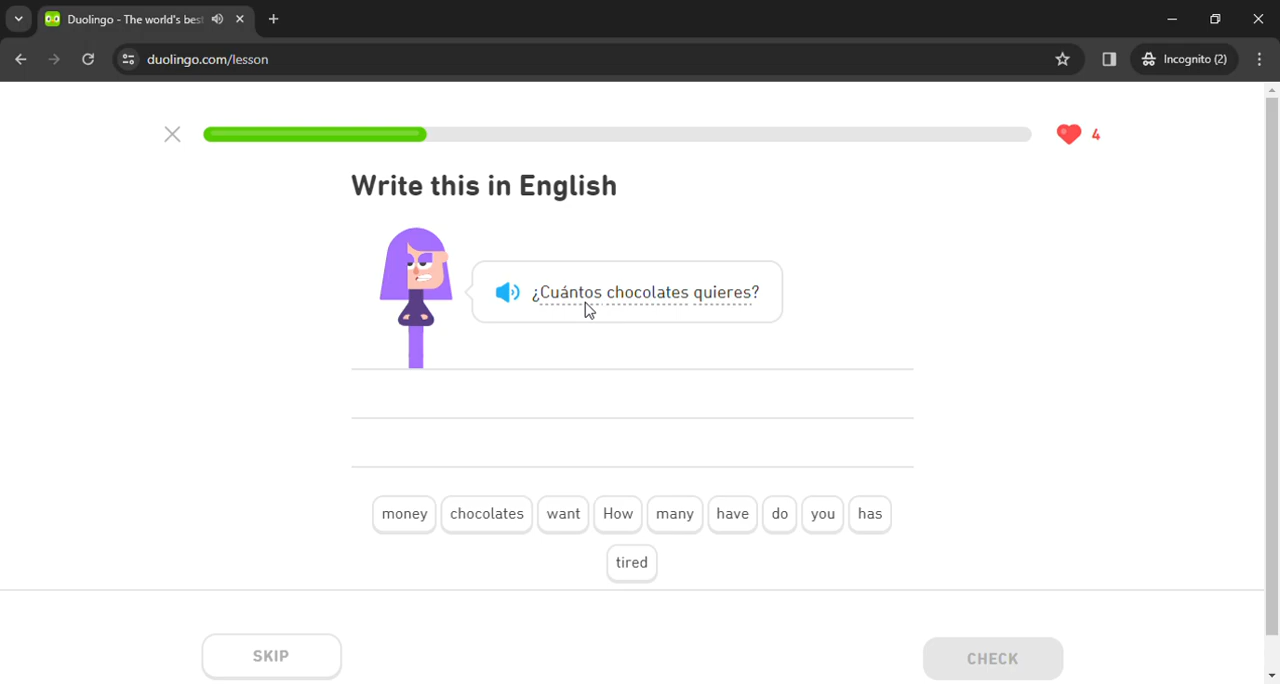 Duolingo - The world's best
duolingo.com/lesson
Incognito (2)
4
Write this in English
¿Cuántos chocolates quieres?
money chocolates want How many have do you has
tired
SKIP CHECK